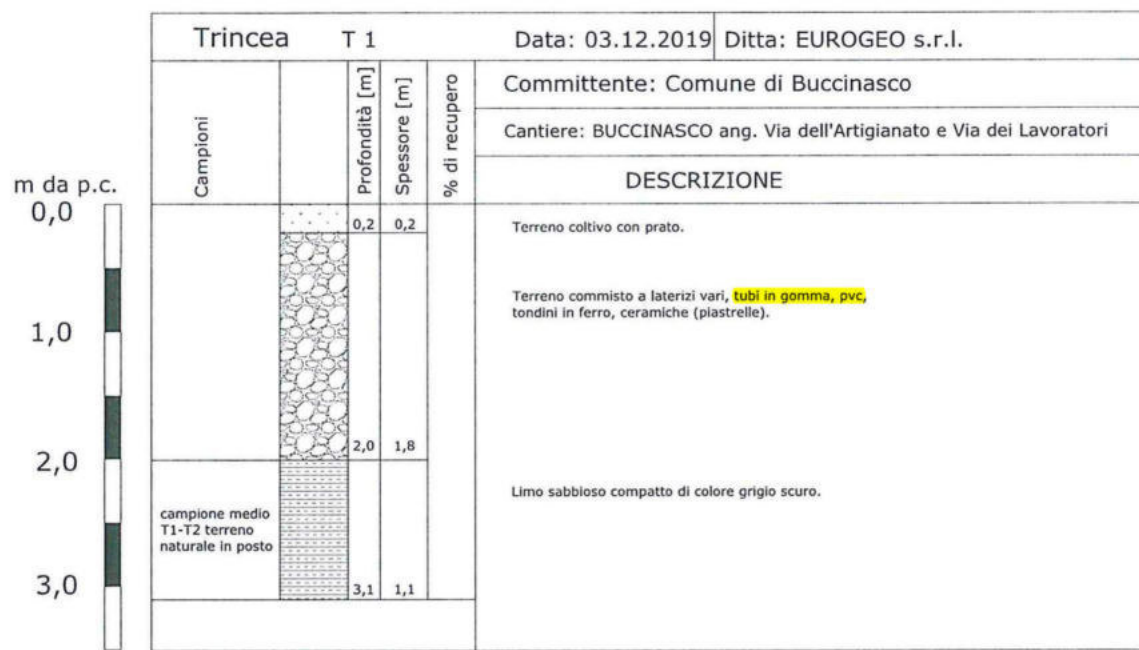 Trincea T 1 Data: 03.12.2019 Ditta: EUROGEO s.r.l.
Campioni
Profondità [m]
Spessore [m]
% di recupero
Committente: Comune di Buccinasco
Cantiere: BUCCINASCO ang. Via dell'Artigianato e Via dei Lavoratori
DESCRIZIONE
m da p.c.
0,0
0,2 0,2
Terreno coltivo con prato.
Terreno commisto a laterizi vari, tubi in gomma, pvc,
tondini in ferro, ceramiche (piastrelle).
1,0
2,0 1,8
2,0
Limo sabbioso compatto di colore grigio scuro.
campione medio
T1-T2 terreno
naturale in posto
3,0
3,1 1,1